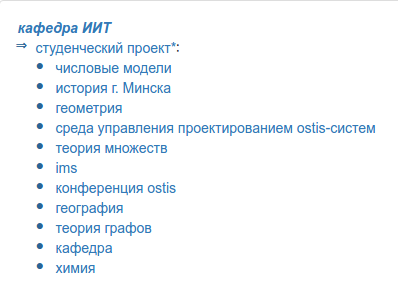 кафедра ИИТ
⇒ студенческий проект*:
• числовые модели
• история г. Минска
• геометрия
• среда управления проектированием ostis-систем
• теория множеств
• ims
• конференция ostis
• география
• теория графов
• кафедра
• химия